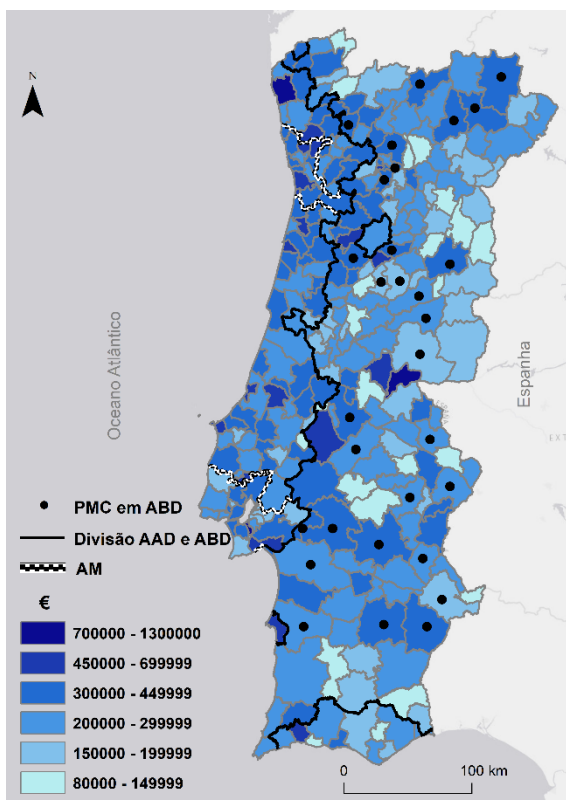 N
Oceano Atlântico
Espanha
PMC em ABD
Divisão AAD e ABD
AM
€
700000 - 1300000
450000 - 699999
300000 - 449999
200000 - 299999
150000 - 199999
80000 - 149999
0 100 km